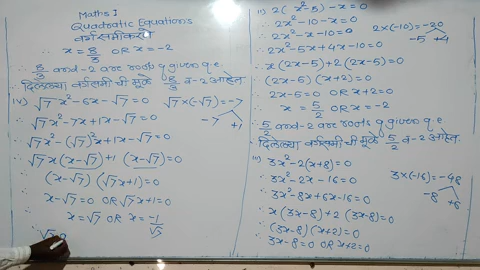 Maths I
Quadratic Equations
वर्गसमीकरणे
∴ x = 8/3 OR x = -2
∴ 8/3 and -2 are roots of given q.e
दिलेल्या वर्गसमी ची मुळे 8/3 व -2 आहेत
iv) √7 x² - 6x - √7 = 0 √7 × (-√7) = -7
-7 +1
∴ √7 x² - 7x + 1x - √7 = 0
∴ √7 x² - (√7)² x + 1x - √7 = 0
∴ √7 x (x - √7) + 1 (x - √7) = 0
∴ (x - √7) (√7 x + 1) = 0
∴ x - √7 = 0 OR √7 x + 1 = 0
∴ x = √7 OR x = -1/√7
ii) 2(x² - 5) - x = 0
∴ 2x² - 10 - x = 0
∴ 2x² - x - 10 = 0 2 × (-10) = -20
-5 +4
∴ 2x² - 5x + 4x - 10 = 0
∴ x(2x - 5) + 2(2x - 5) = 0
∴ (2x - 5) (x + 2) = 0
∴ 2x - 5 = 0 OR x + 2 = 0
∴ x = 5/2 OR x = -2
∴ 5/2 and -2 are roots of given q.e
दिलेल्या वर्गसमी ची मुळे 5/2 व -2 आहेत.
3x² - 2(x + 8) = 0
∴ 3x² - 2x - 16 = 0 3 × (-16) = -48
-8 +6
∴ 3x² - 8x + 6x - 16 = 0
∴ x (3x - 8) + 2 (3x - 8) = 0
∴ (3x - 8) (x + 2) = 0
∴ 3x - 8 = 0 OR x + 2 = 0